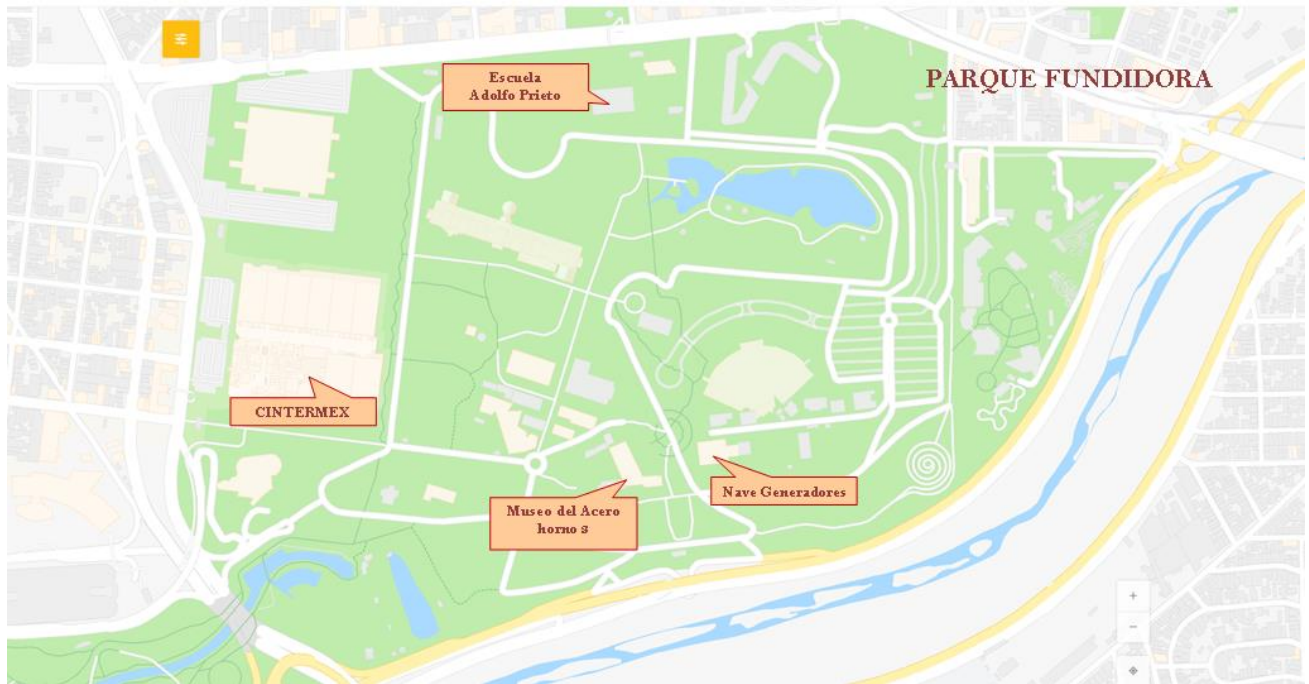 Escuela
Adolfo Prieto
PARQUE FUNDIDORA
CINTERMEX
Nave Generadores
Museo del Acero
horno 3